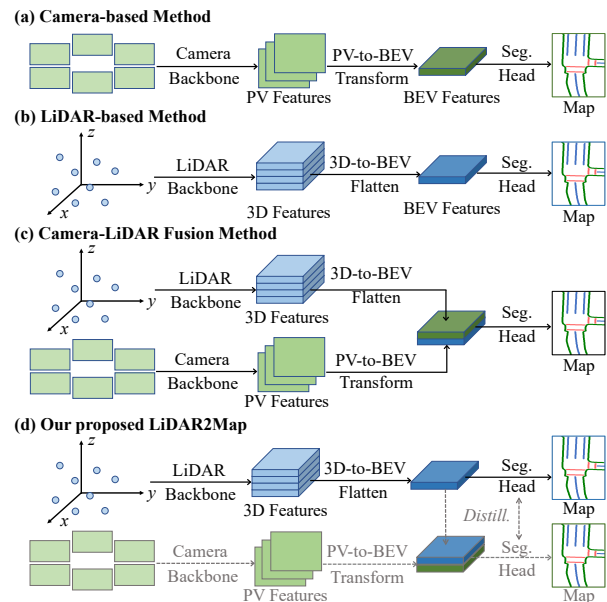 (a) Camera-based Method
Camera
Backbone
PV Features
PV-to-BEV
Transform
BEV Features
Seg.
Head
Map
(b) LiDAR-based Method
z
y
x
LiDAR
Backbone
3D Features
3D-to-BEV
Flatten
BEV Features
Seg.
Head
Map
(c) Camera-LiDAR Fusion Method
z
y
x
LiDAR
Backbone
3D Features
3D-to-BEV
Flatten
Camera
Backbone
PV Features
PV-to-BEV
Transform
Seg.
Head
Map
(d) Our proposed LiDAR2Map
z
y
x
LiDAR
Backbone
3D Features
3D-to-BEV
Flatten
Seg.
Head
Map
Distill.
Camera
Backbone
PV Features
PV-to-BEV
Transform
Seg.
Head
Map